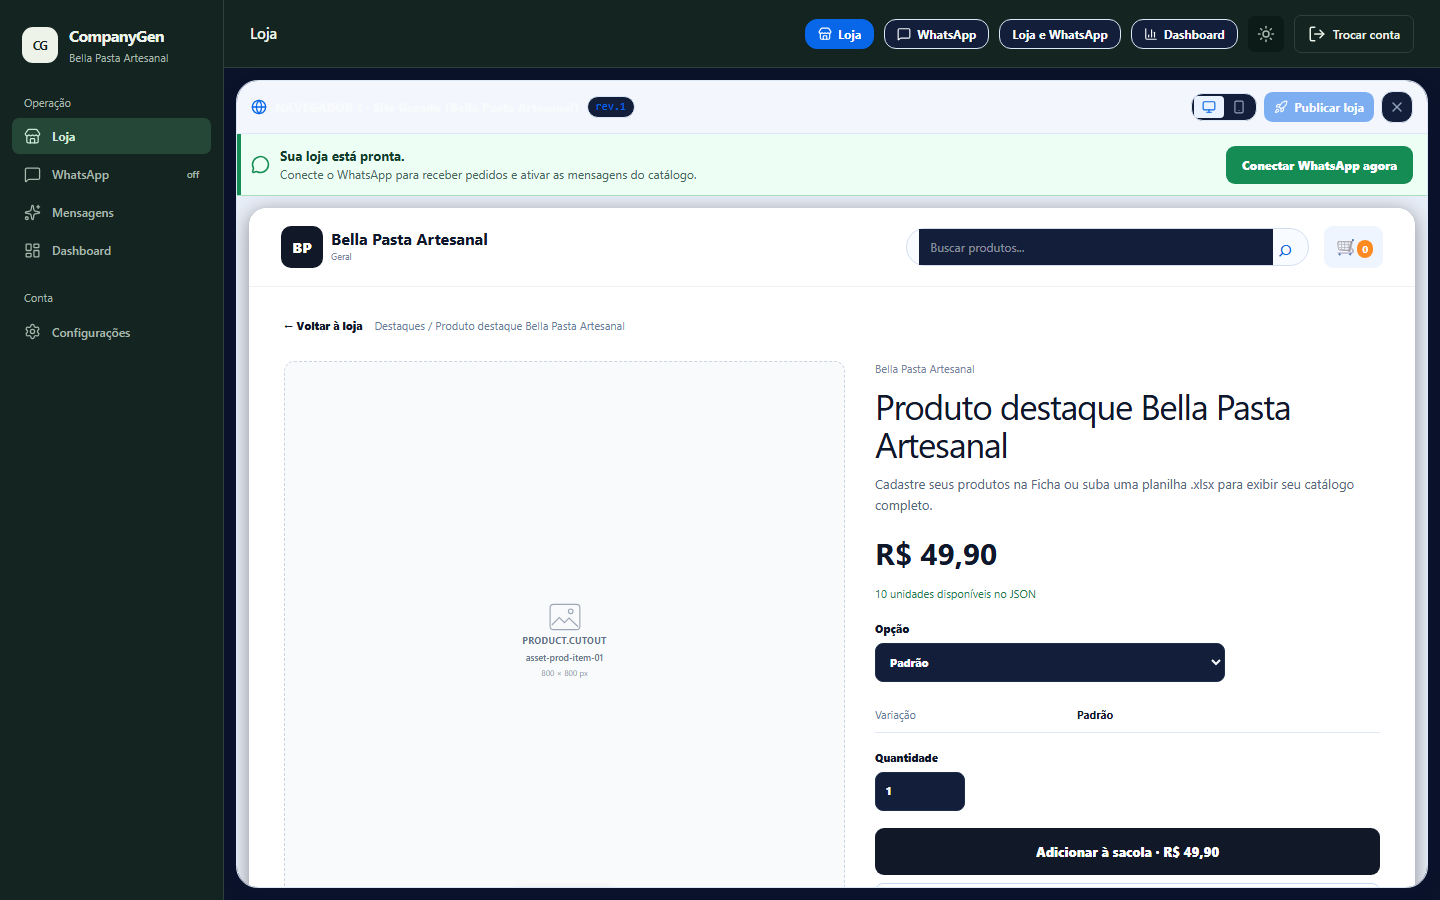 CG
CompanyGen
Bella Pasta Artesanal
Operação
Loja
WhatsApp
off
Mensagens
Dashboard
Conta
Configurações
Loja
Loja
WhatsApp
Loja e WhatsApp
Dashboard
Trocar conta
rev.1
Publicar loja
Sua loja está pronta.
Conecte o WhatsApp para receber pedidos e ativar as mensagens do catálogo.
Conectar WhatsApp agora
BP
Bella Pasta Artesanal
Geral
Buscar produtos...
0
← Voltar à loja
Destaques / Produto destaque Bella Pasta Artesanal
PRODUCT.CUTOUT
asset-prod-item-01
800 × 800 px
Bella Pasta Artesanal
Produto destaque Bella Pasta
Artesanal
Cadastre seus produtos na Ficha ou suba uma planilha .xlsx para exibir seu catálogo
completo.
R$ 49,90
10 unidades disponíveis no JSON
Opção
Padrão
Variação
Padrão
Quantidade
1
Adicionar à sacola · R$ 49,90